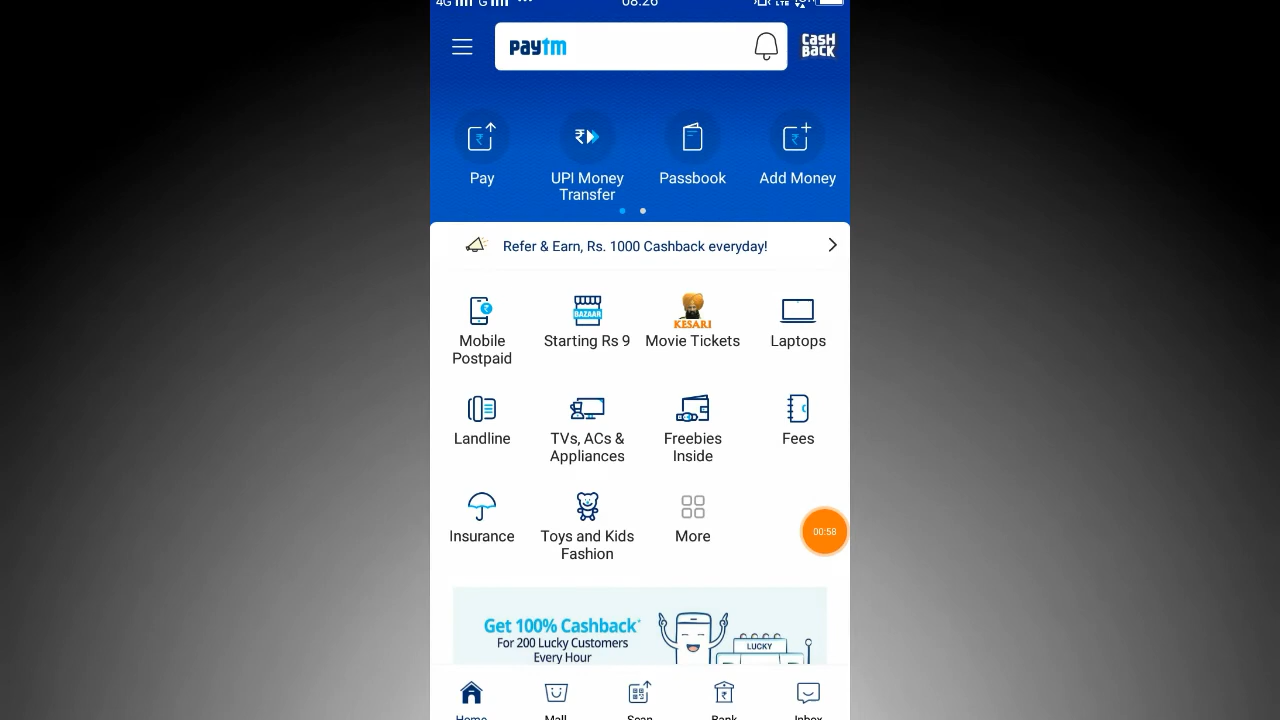 4G G 08:26
paytm
CASH
BACK
Pay
UPI Money
Transfer
Passbook
Add Money
Refer & Earn, Rs. 1000 Cashback everyday!
Mobile
Postpaid
BAZAAR
Starting Rs 9
KESARI
Movie Tickets
Laptops
Landline
TVs, ACs &
Appliances
Freebies
Inside
Fees
Insurance
Toys and Kids
Fashion
More
00:58
Get 100% Cashback*
For 200 Lucky Customers
Every Hour
LUCKY
Home
Mall
Scan
Bank
Inbox